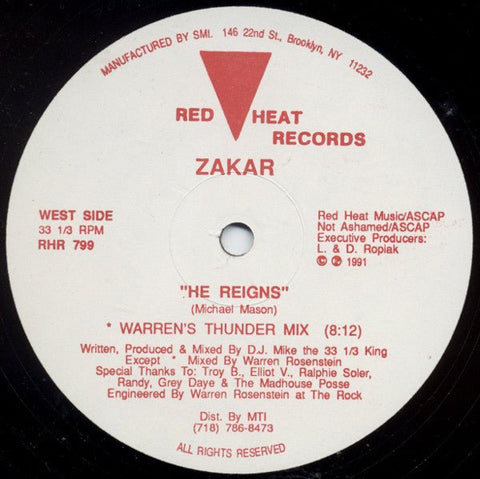 MANUFACTURED BY SMI. 146 22nd St., Brooklyn, NY 11232
RED HEAT
RECORDS
ZAKAR
WEST SIDE
33 1/3 RPM
RHR 799
Red Heat Music/ASCAP
Not Ashamed/ASCAP
Executive Producers:
L. & D. Ropiak
© ℗ 1991
"HE REIGNS"
(Michael Mason)
* WARREN'S THUNDER MIX (8:12)
Written, Produced & Mixed By D.J. Mike the 33 1/3 King
Except * Mixed By Warren Rosenstein
Special Thanks To: Troy B., Elliot V., Ralphie Soler,
Randy, Grey Daye & The Madhouse Posse
Engineered By Warren Rosenstein at The Rock
Dist. By MTI
(718) 786-8473
ALL RIGHTS RESERVED